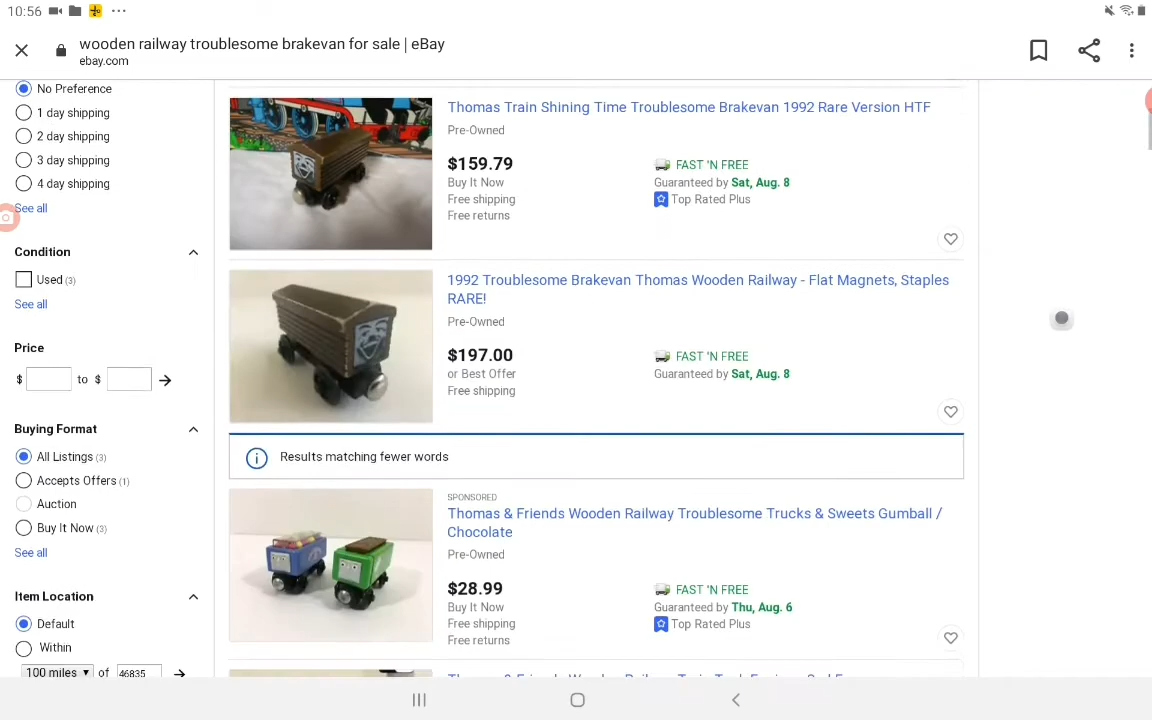 10:56
wooden railway troublesome brakevan for sale | eBay
ebay.com
No Preference
1 day shipping
2 day shipping
3 day shipping
4 day shipping
See all
Condition
Used (3)
See all
Price
$ to $
Buying Format
All Listings (3)
Accepts Offers (1)
Auction
Buy It Now (3)
See all
Item Location
Default
Within
100 miles of 46835
Thomas Train Shining Time Troublesome Brakevan 1992 Rare Version HTF
Pre-Owned
$159.79
Buy It Now
Free shipping
Free returns
FAST 'N FREE
Guaranteed by Sat, Aug. 8
Top Rated Plus
1992 Troublesome Brakevan Thomas Wooden Railway - Flat Magnets, Staples
RARE!
Pre-Owned
$197.00
or Best Offer
Free shipping
FAST 'N FREE
Guaranteed by Sat, Aug. 8
Results matching fewer words
SPONSORED
Thomas & Friends Wooden Railway Troublesome Trucks & Sweets Gumball /
Chocolate
Pre-Owned
$28.99
Buy It Now
Free shipping
Free returns
FAST 'N FREE
Guaranteed by Thu, Aug. 6
Top Rated Plus